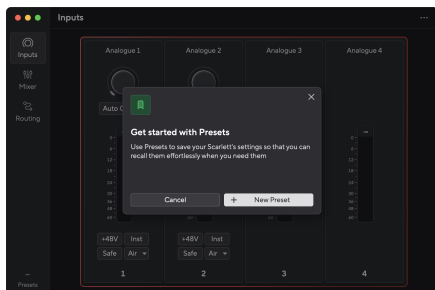 Inputs
Inputs
Mixer
Routing
Presets
Analogue 1
Analogue 2
Analogue 3
Analogue 4
Get started with Presets
Use Presets to save your Scarlett's settings so that you can
recall them effortlessly when you need them
Cancel
+ New Preset
+48V Inst
Safe Air
+48V Inst
Safe Air
1
2
3
4